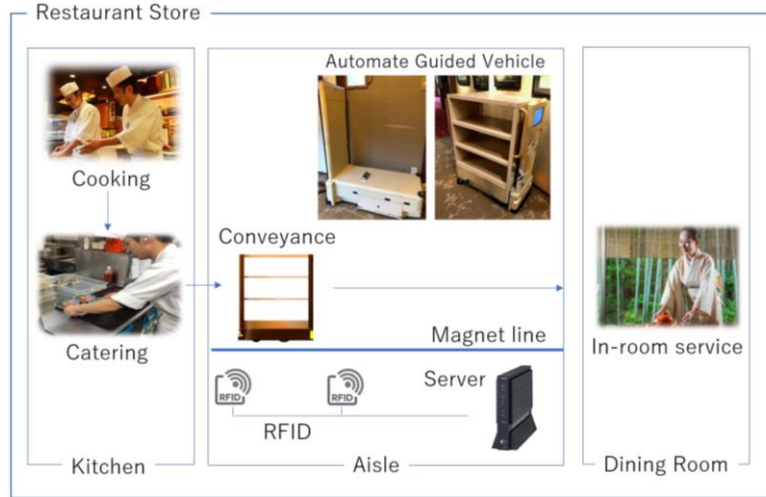 Restaurant Store
Automate Guided Vehicle
Cooking
Conveyance
Catering
Magnet line
In-room service
Server
RFID
RFID
RFID
Kitchen
Aisle
Dining Room